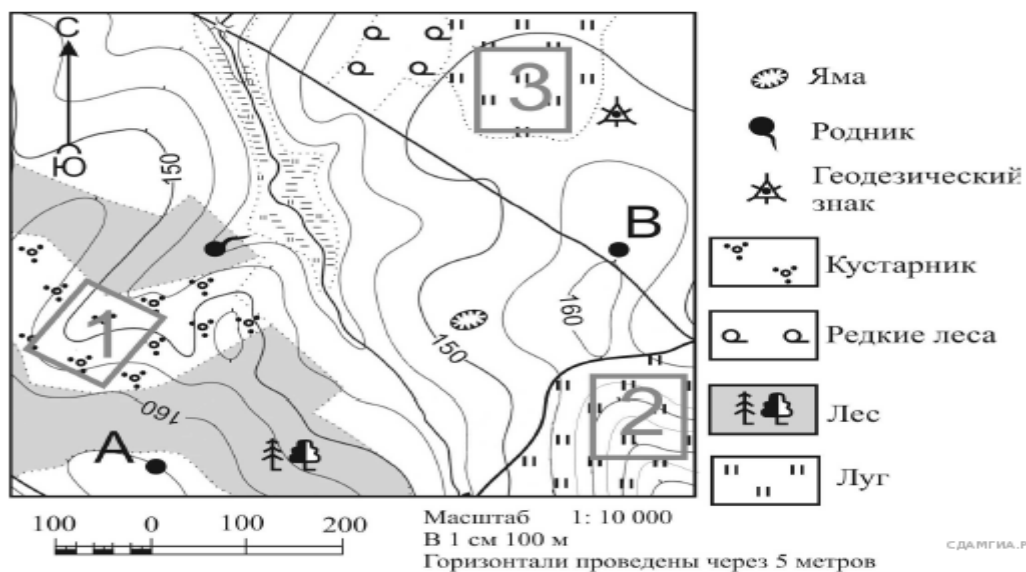 С
Ю
150
3
B
1
160
150
160
2
A
Яма
Родник
Геодезический
знак
Кустарник
Редкие леса
Лес
Луг
100 0 100 200
Масштаб 1: 10 000
В 1 см 100 м
Горизонтали проведены через 5 метров
СДАМГИА.Р